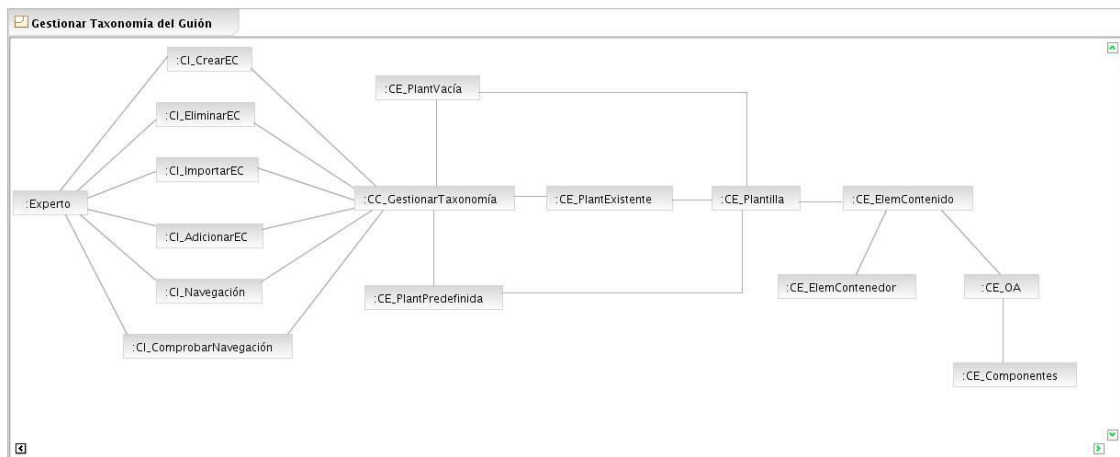 Gestionar Taxonomía del Guión
:CI_CrearEC
:CE_PlantVacía
:CI_EliminarEC
:CI_ImportarEC
:Experto
:CC_GestionarTaxonomía
:CE_PlantExistente
:CE_Plantilla
:CE_ElemContenido
:CI_AdicionarEC
:CI_Navegación
:CE_PlantPredefinida
:CE_ElemContenedor
:CE_OA
:CI_ComprobarNavegación
:CE_Componentes